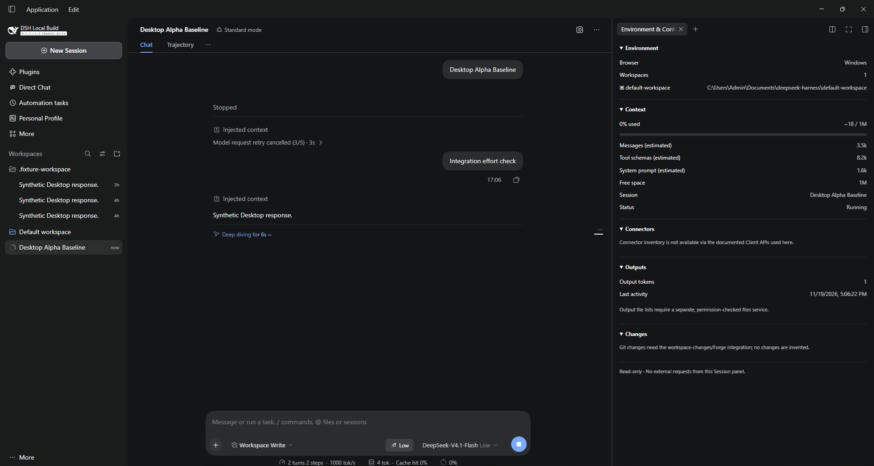 Application Edit
DSH Local Build
New Session
Plugins
Direct Chat
Automation tasks
Personal Profile
More
Workspaces
.fixture-workspace
Synthetic Desktop response. 3h
Synthetic Desktop response. 4h
Synthetic Desktop response. 4h
Default workspace
Desktop Alpha Baseline now
More
Desktop Alpha Baseline Standard mode
Chat Trajectory
Desktop Alpha Baseline
Stopped
Injected context
Model request retry cancelled (3/5) · 3s
Integration effort check
17:06
Injected context
Synthetic Desktop response.
Deep diving for 6s
Message or run a task, / commands, @ files or sessions
Workspace Write
Low
DeepSeek-V4.1-Flash Low
2 turns 2 steps · 1000 tok/s
4 tok · Cache hit 0%
0%
Environment & Con
Environment
Browser Windows
Workspaces 1
default-workspace C:\Users\Admin\Documents\deepseek-harness\default-workspace
Context
0% used ~18 / 1M
Messages (estimated) 3.5k
Tool schemas (estimated) 8.2k
System prompt (estimated) 1.6k
Free space 1M
Session Desktop Alpha Baseline
Status Running
Connectors
Connector inventory is not available via the documented Client APIs used here.
Outputs
Output tokens 1
Last activity 11/19/2026, 5:06:22 PM
Output file lists require a separate, permission-checked files service.
Changes
Git changes need the workspace-changes/Forge integration; no changes are invented.
Read-only · No external requests from this Session panel.